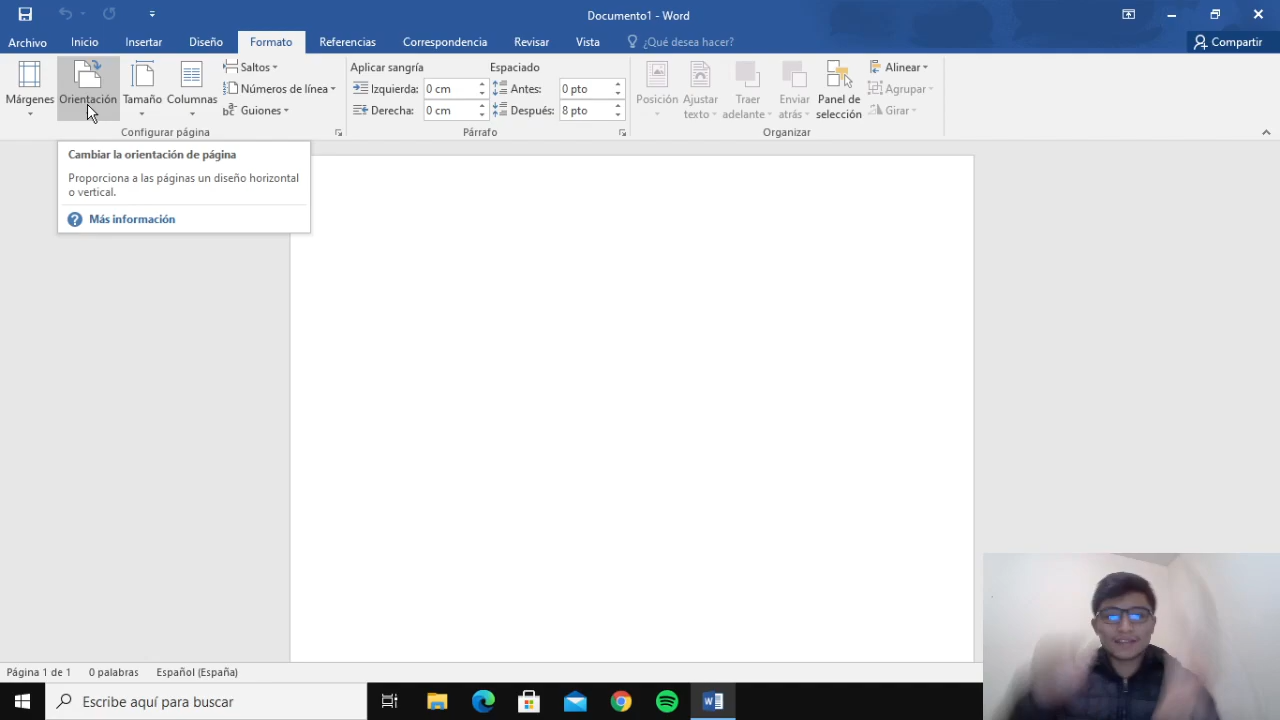 Documento1 - Word
Archivo
Inicio
Insertar
Diseño
Formato
Referencias
Correspondencia
Revisar
Vista
¿Qué desea hacer?
Compartir
Márgenes
Orientación
Tamaño
Columnas
Saltos
Números de línea
bc Guiones
Configurar página
Aplicar sangría
Izquierda: 0 cm
Derecha: 0 cm
Espaciado
Antes: 0 pto
Después: 8 pto
Párrafo
Posición
Ajustar
texto
Traer
adelante
Enviar
atrás
Panel de
selección
Alinear
Agrupar
Girar
Organizar
Cambiar la orientación de página
Proporciona a las páginas un diseño horizontal
o vertical.
? Más información
Página 1 de 1
0 palabras
Español (España)
Escribe aquí para buscar
W